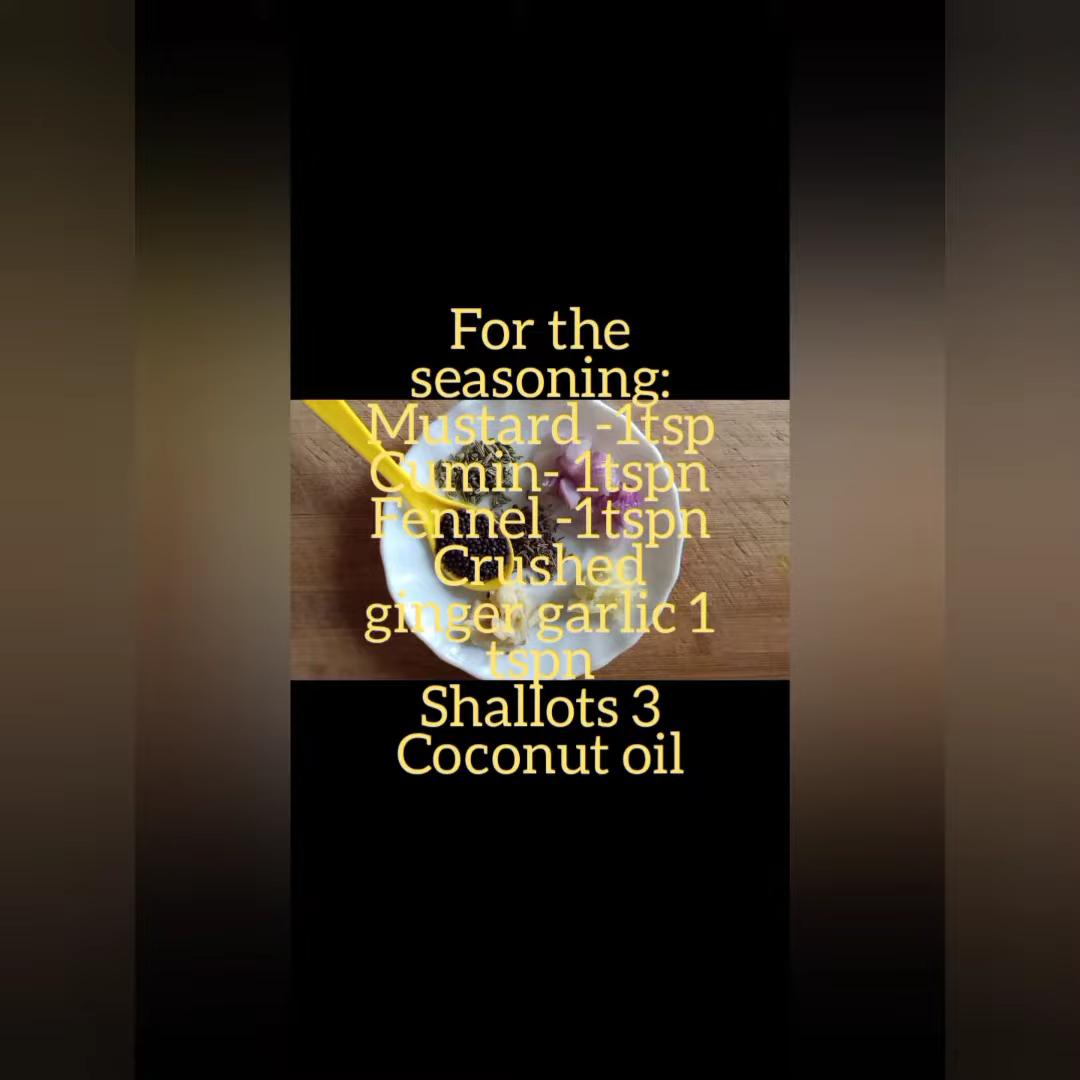 For the
seasoning:
Mustard -1tsp
Cumin- 1tspn
Fennel -1tspn
Crushed
ginger garlic 1
tspn
Shallots 3
Coconut oil